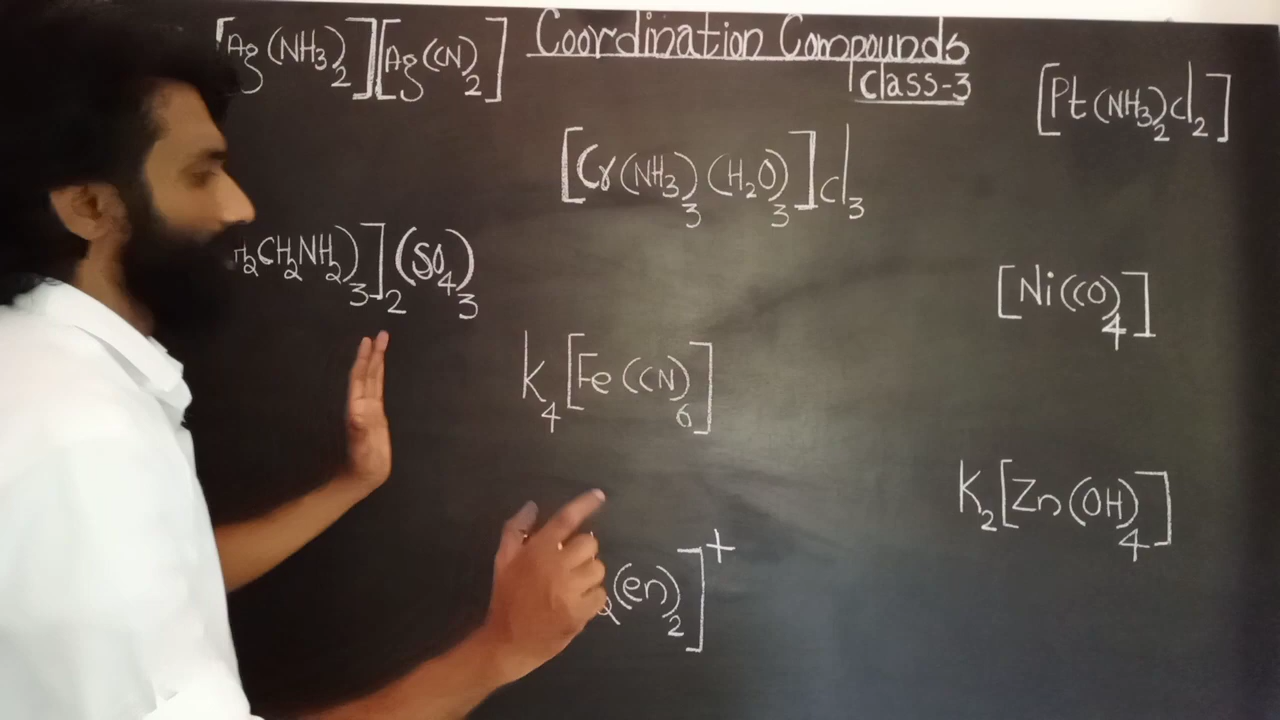 [Ag(NH3)2][Ag(CN)2]
Coordination Compounds
Class-3
[Pt(NH3)2Cl2]
[Cr(NH3)3(H2O)3]Cl3
H2CH2NH2)3]2(SO4)3
[Ni(CO)4]
K4[Fe(CN)6]
K2[Zn(OH)4]
(en)2]+